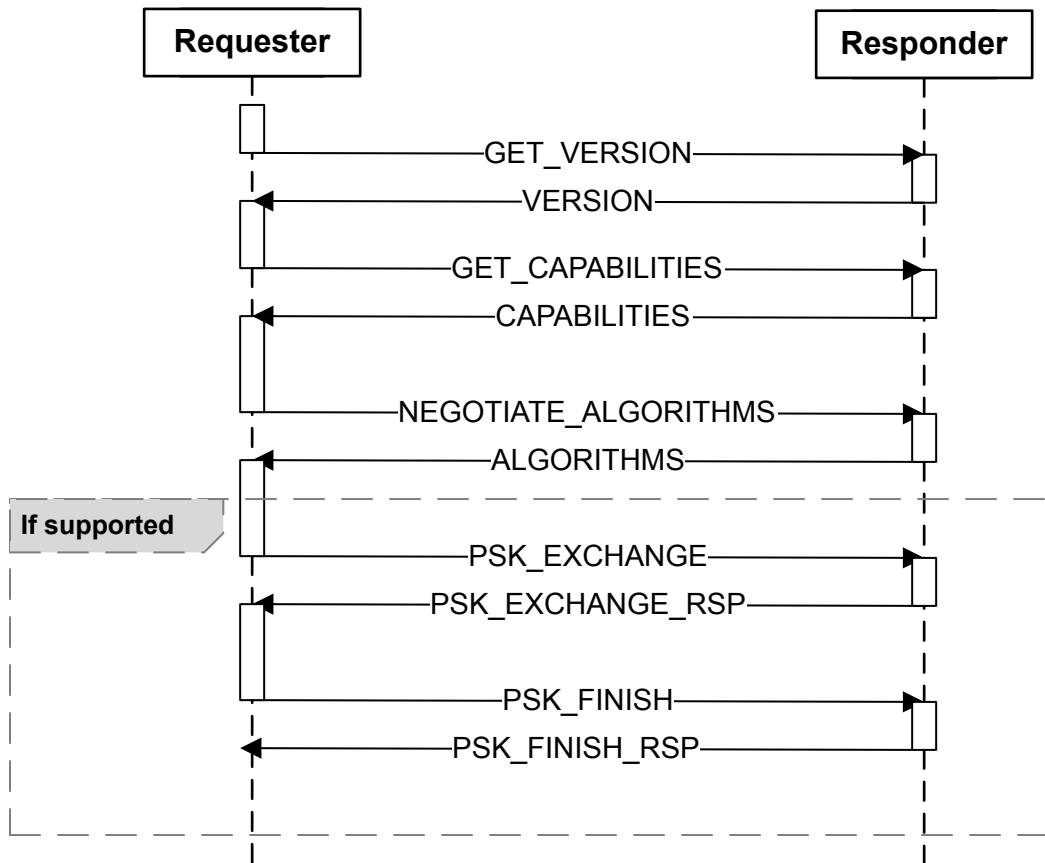 Requester
Responder
GET_VERSION
VERSION
GET_CAPABILITIES
CAPABILITIES
NEGOTIATE_ALGORITHMS
ALGORITHMS
If supported
PSK_EXCHANGE
PSK_EXCHANGE_RSP
PSK_FINISH
PSK_FINISH_RSP